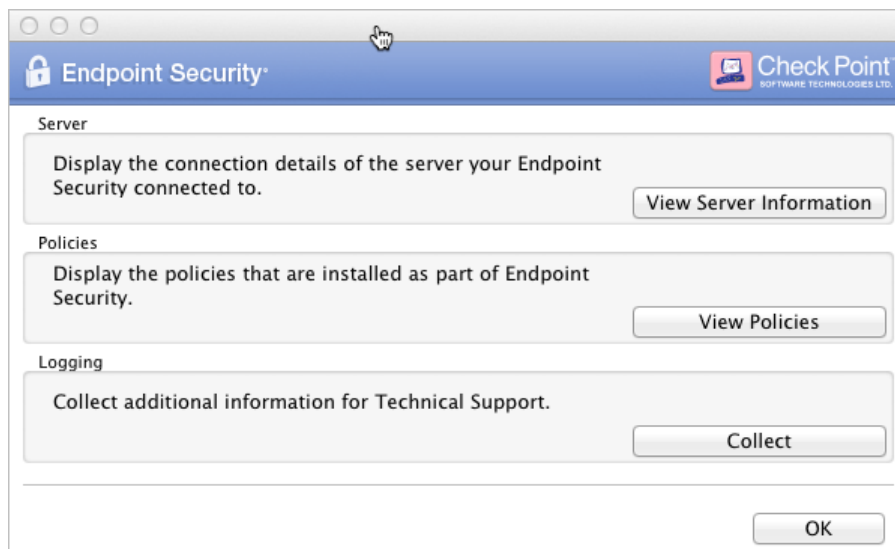 Endpoint Security·
Check Point™
SOFTWARE TECHNOLOGIES LTD.
Server
Display the connection details of the server your Endpoint
Security connected to.
View Server Information
Policies
Display the policies that are installed as part of Endpoint
Security.
View Policies
Logging
Collect additional information for Technical Support.
Collect
OK